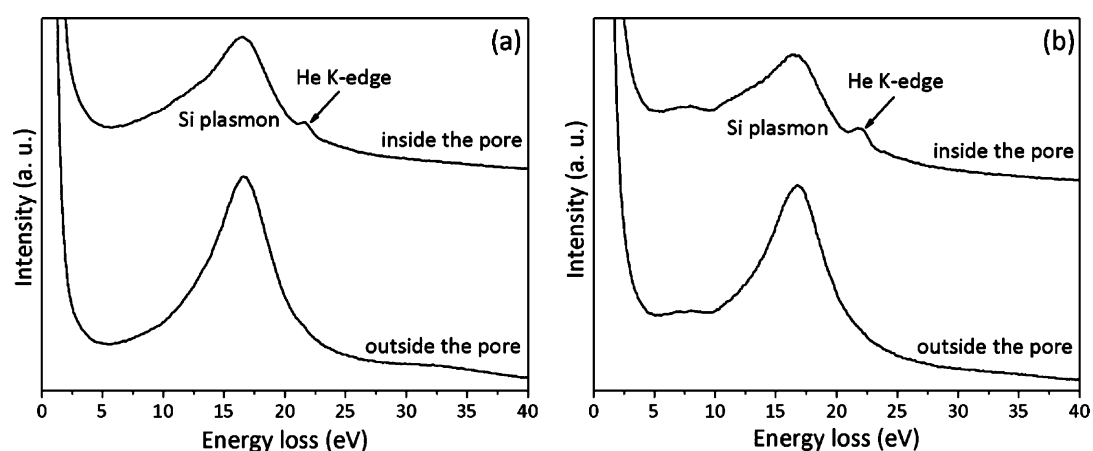 (a)
He K-edge
Si plasmon
inside the pore
outside the pore
Intensity (a. u.)
0 5 10 15 20 25 30 35 40
Energy loss (eV)
(b)
He K-edge
Si plasmon
inside the pore
outside the pore
Intensity (a. u.)
0 5 10 15 20 25 30 35 40
Energy loss (eV)